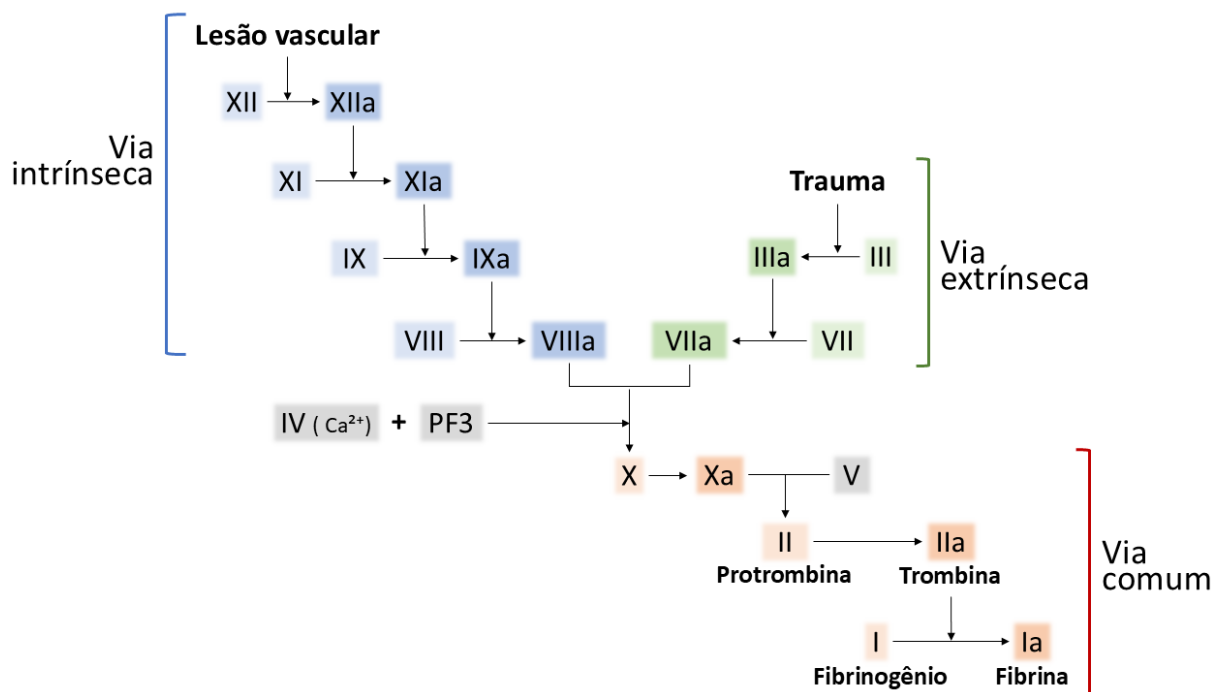 Lesão vascular
XII XIIa
Via
intrínseca
XI XIa
Trauma
IX IXa
IIIa III
Via
extrínseca
VIII VIIIa VIIa VII
IV ( Ca²⁺) + PF3
X Xa V
II IIa
Protrombina Trombina
Via
comum
I Ia
Fibrinogênio Fibrina